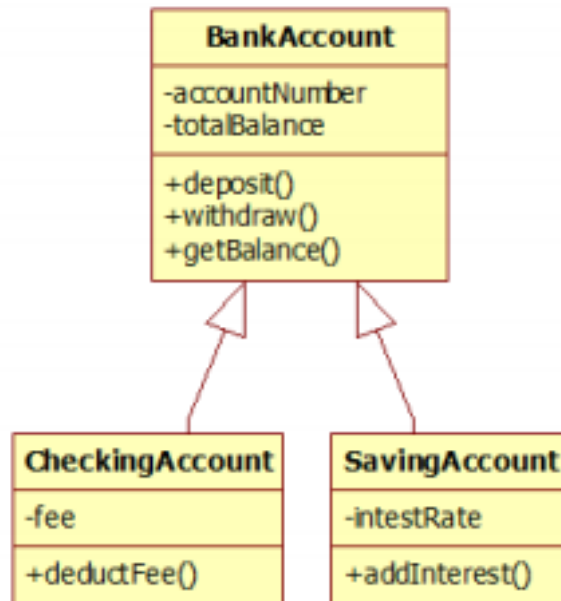 BankAccount
-accountNumber
-totalBalance
+deposit()
+withdraw()
+getBalance()
CheckingAccount
-fee
+deductFee()
SavingAccount
-intestRate
+addInterest()